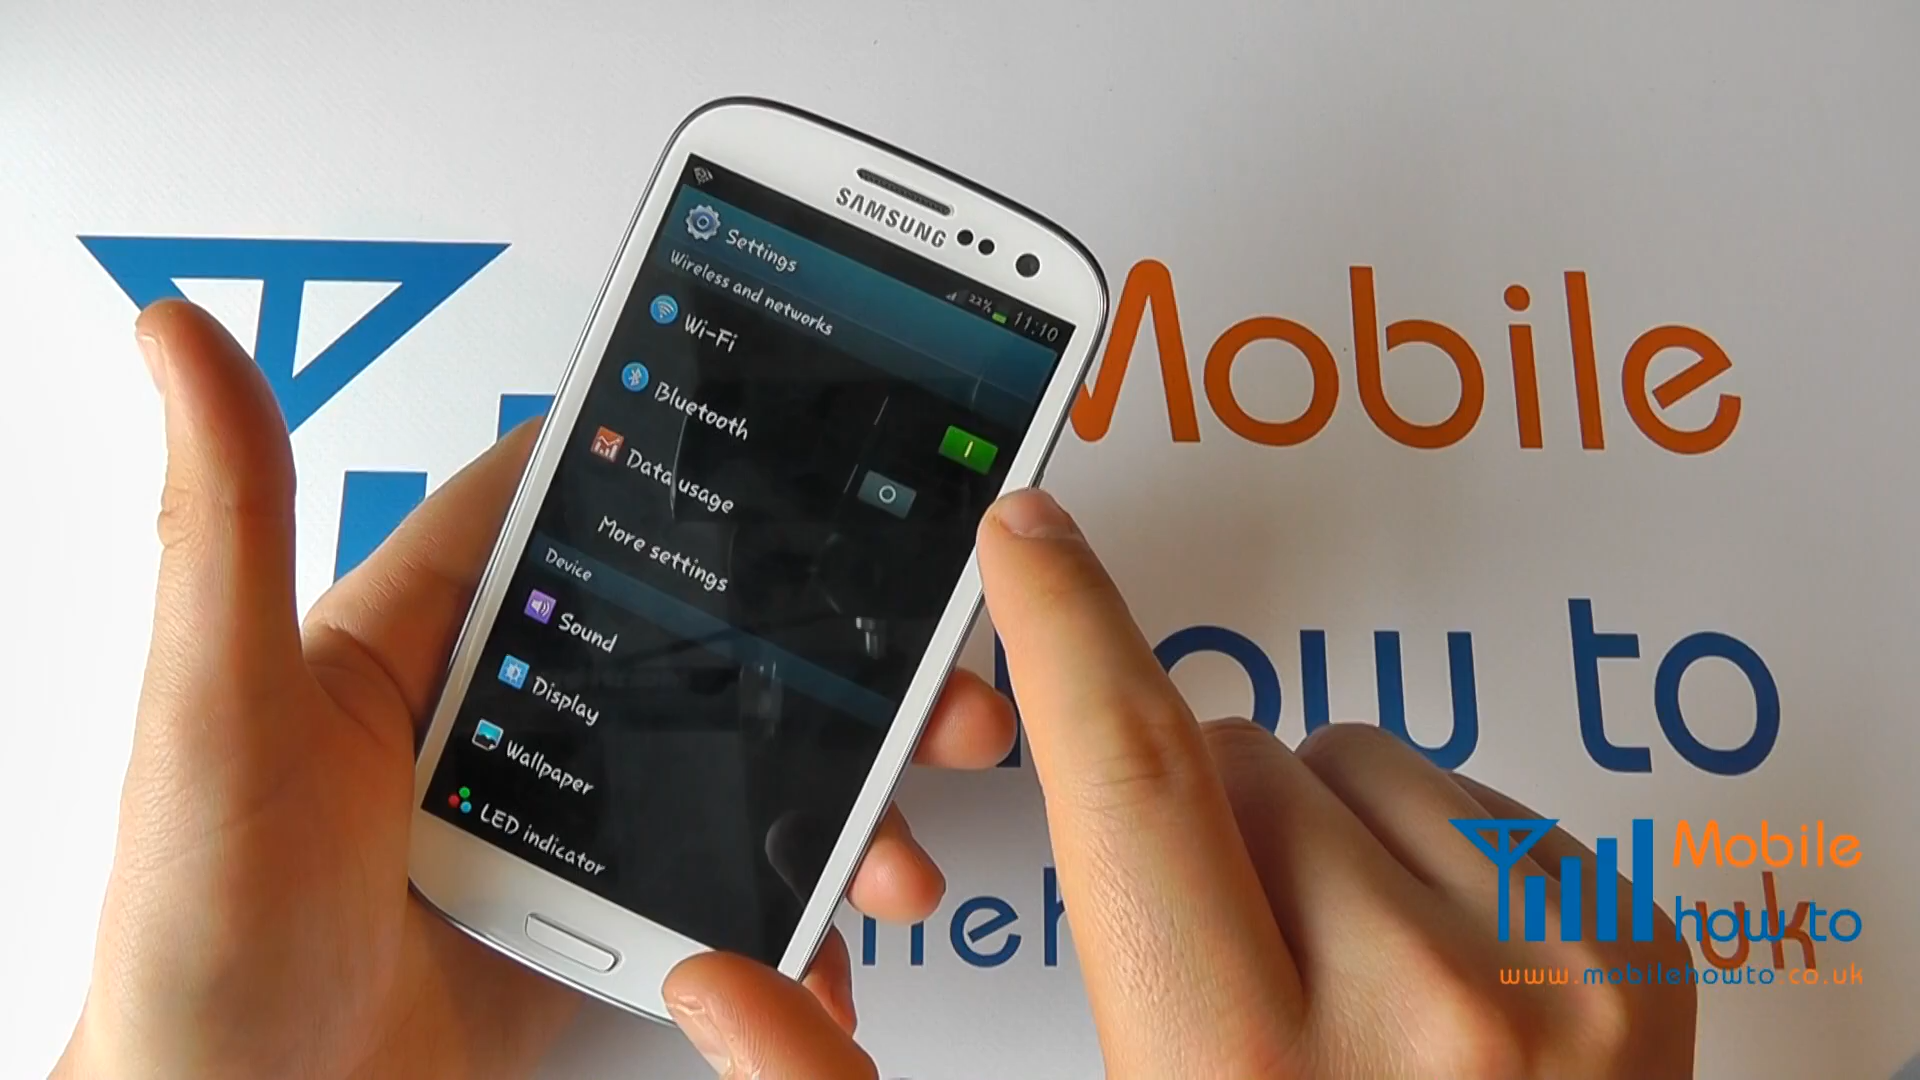 SAMSUNG
22% 11:10
Settings
Wireless and networks
Wi-Fi
Bluetooth
Data usage
More settings
Device
Sound
Display
Wallpaper
LED indicator
Mobile
to
uk
Mobile
how to
www.mobilehowto.co.uk